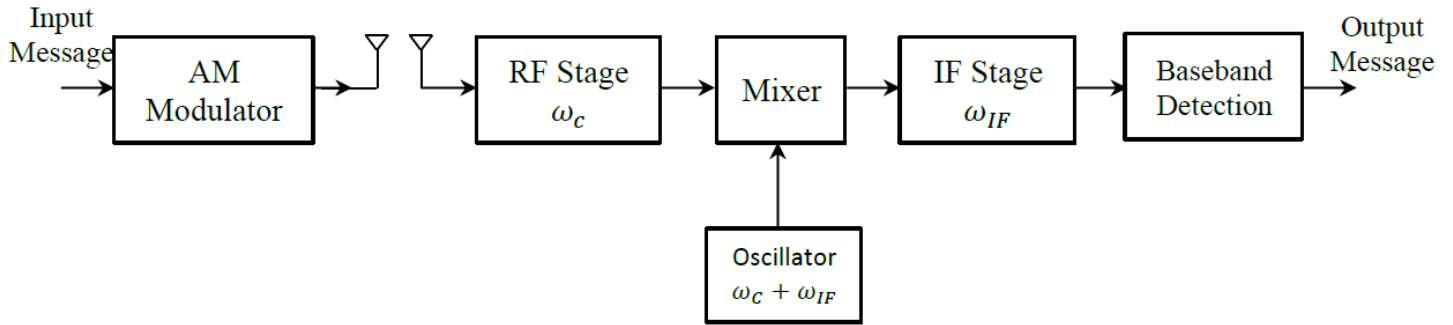 Input
Message
AM
Modulator
RF Stage
ω_c
Mixer
IF Stage
ω_IF
Baseband
Detection
Output
Message
Oscillator
ω_C + ω_IF